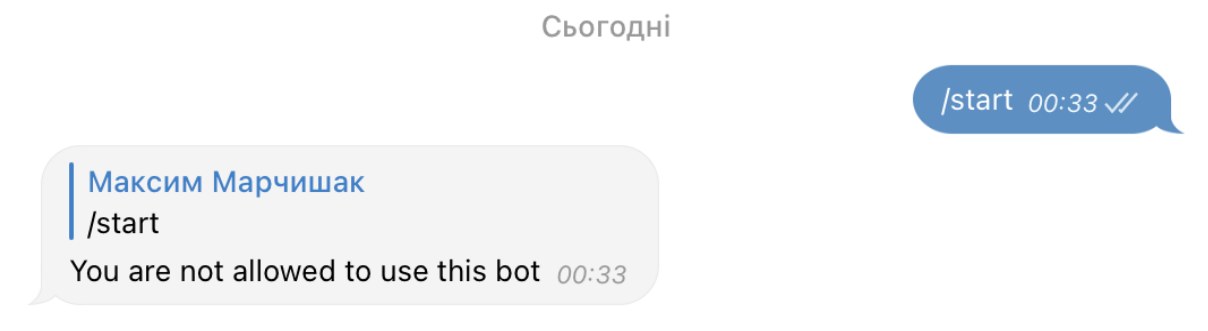 Сьогодні
/start 00:33
Максим Марчишак
/start
You are not allowed to use this bot 00:33